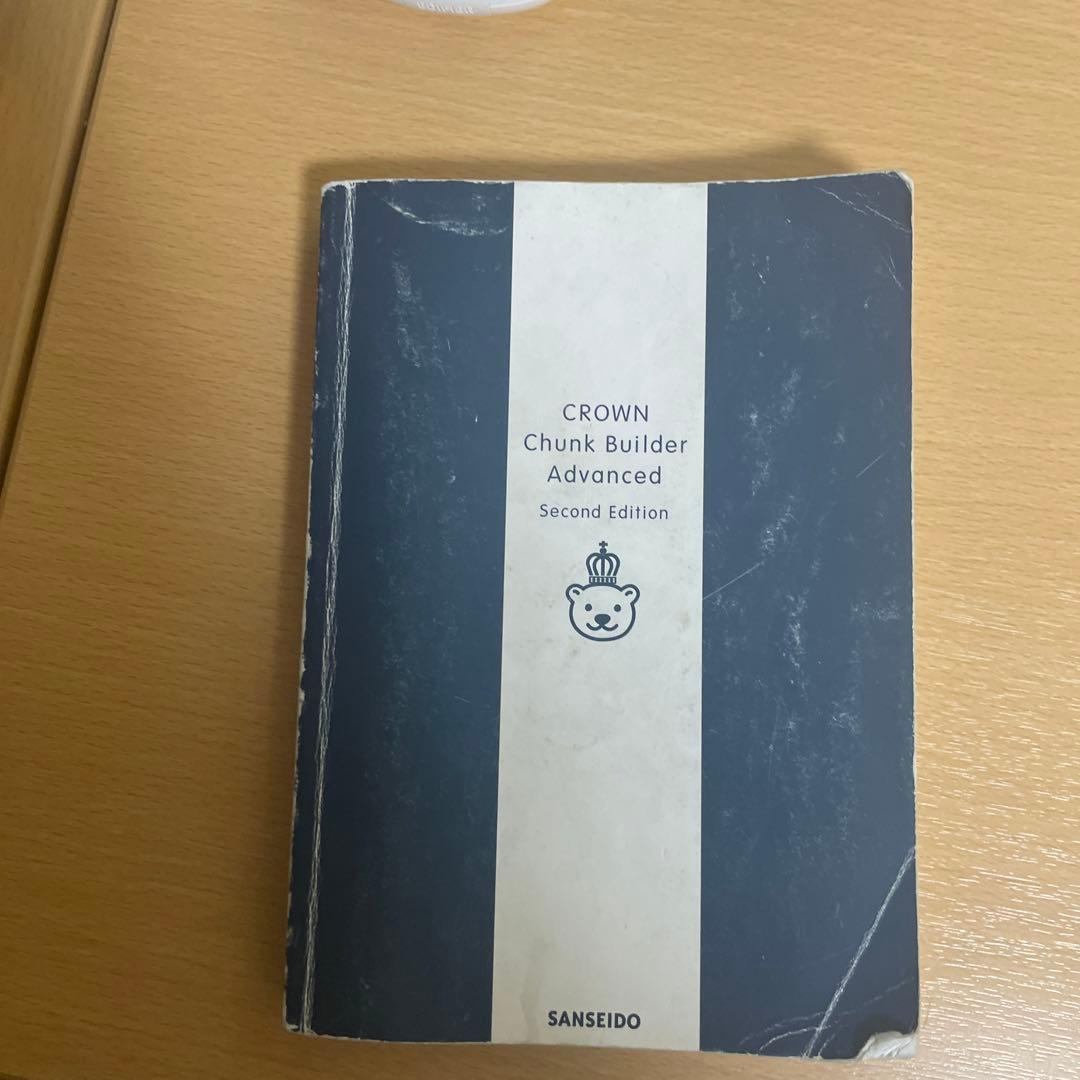 CROWN
Chunk Builder
Advanced
Second Edition
SANSEIDO